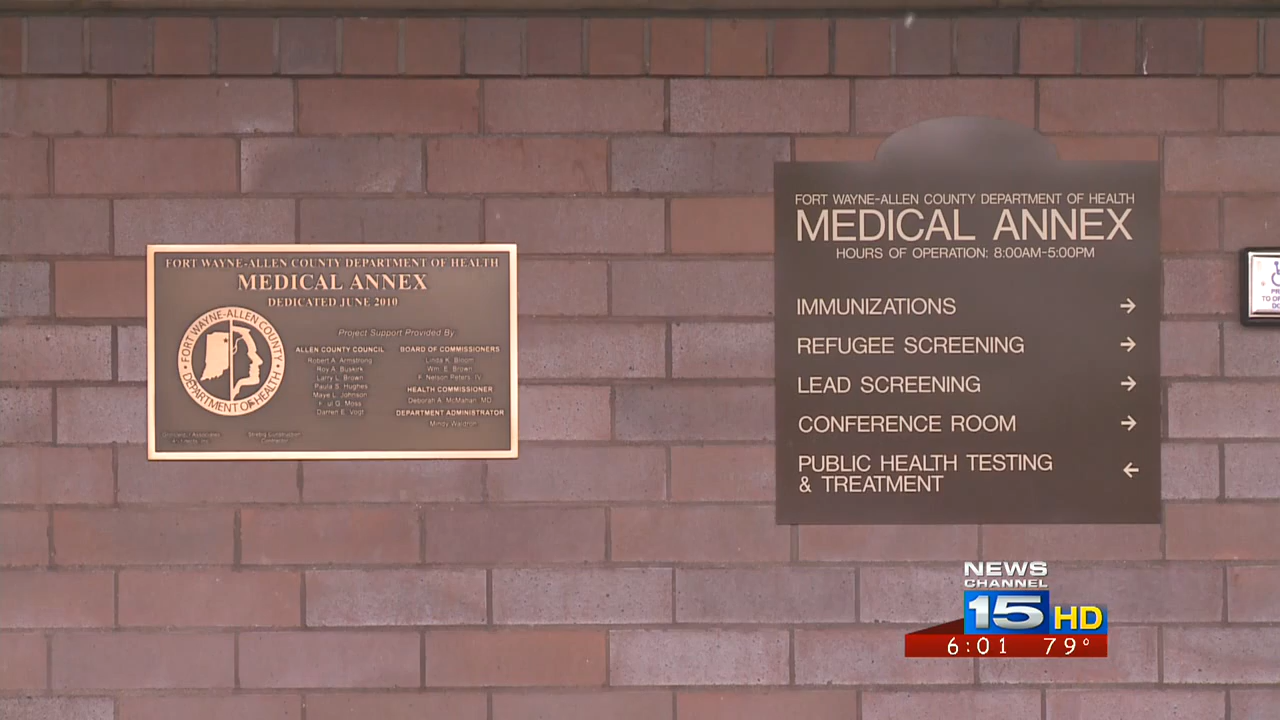 FORT WAYNE-ALLEN COUNTY DEPARTMENT OF HEALTH
MEDICAL ANNEX
DEDICATED JUNE 2010
FORT WAYNE-ALLEN COUNTY
DEPARTMENT OF HEALTH
Project Support Provided By
ALLEN COUNTY COUNCIL
Robert A. Armstrong
Roy A. Buskirk
Larry L. Brown
Paula S. Hughes
Maye L. Johnson
Paul G. Moss
Darren E. Vogt
BOARD OF COMMISSIONERS
Linda K. Bloom
Wm. E. Brown
F. Nelson Peters, IV
HEALTH COMMISSIONER
Deborah A. McMahan, MD
DEPARTMENT ADMINISTRATOR
Mindy Waldron
FORT WAYNE-ALLEN COUNTY DEPARTMENT OF HEALTH
MEDICAL ANNEX
HOURS OF OPERATION: 8:00AM-5:00PM
IMMUNIZATIONS →
REFUGEE SCREENING →
LEAD SCREENING →
CONFERENCE ROOM →
PUBLIC HEALTH TESTING ←
& TREATMENT
NEWS
CHANNEL
15 HD
6:01 79°